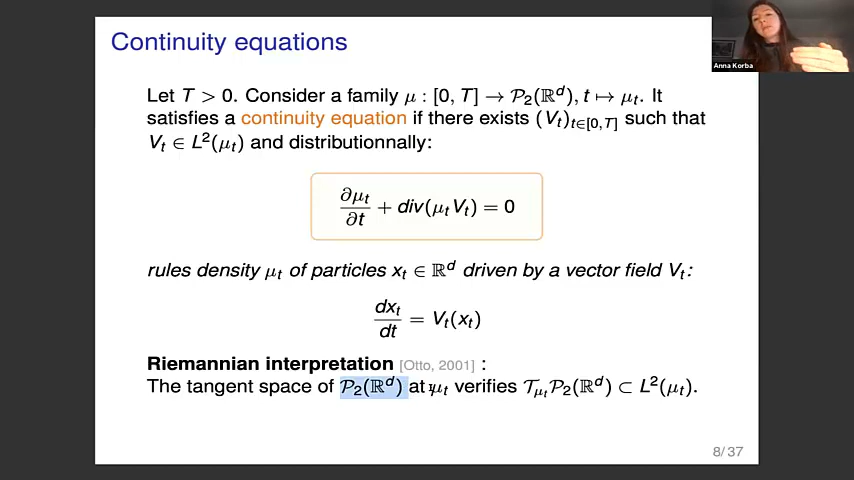 Continuity equations
Anna Korba
Let T > 0. Consider a family μ : [0, T] → 𝒫₂(ℝᵈ), t ↦ μₜ. It
satisfies a continuity equation if there exists (Vₜ)ₜ∈[0,T] such that
Vₜ ∈ L²(μₜ) and distributionnally:
∂μₜ/∂t + div(μₜVₜ) = 0
rules density μₜ of particles xₜ ∈ ℝᵈ driven by a vector field Vₜ:
dxₜ/dt = Vₜ(xₜ)
Riemannian interpretation [Otto, 2001] :
The tangent space of 𝒫₂(ℝᵈ) at μₜ verifies 𝒯μₜ𝒫₂(ℝᵈ) ⊂ L²(μₜ).
8/37